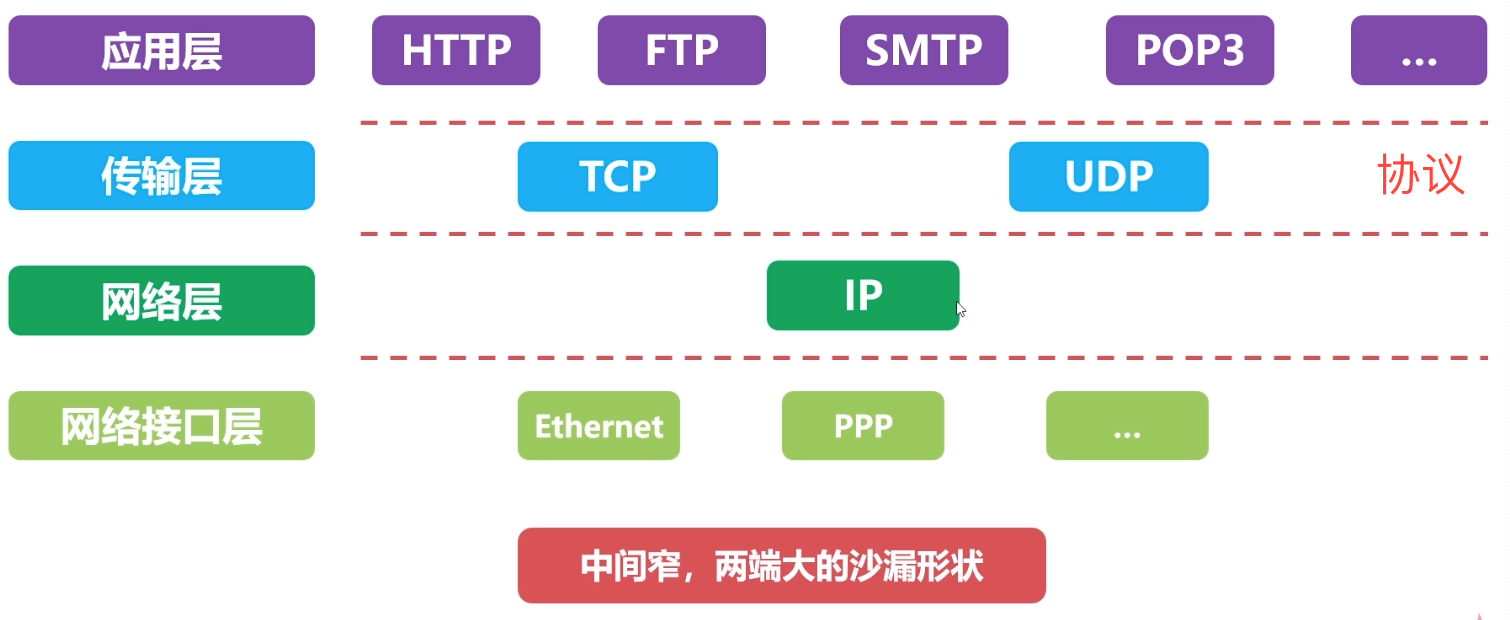 应用层 HTTP FTP SMTP POP3 ...
传输层 TCP UDP 协议
网络层 IP
网络接口层 Ethernet PPP ...
中间窄，两端大的沙漏形状